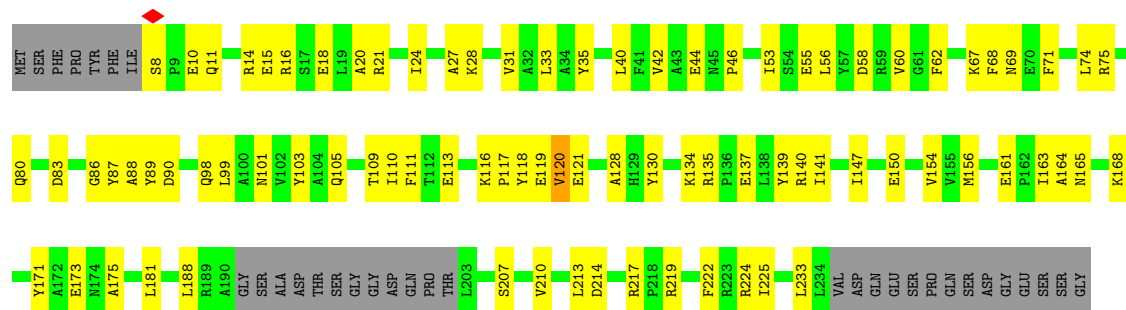 MET SER PHE PRO TYR PHE ILE S8 P9 E10 Q11 R14 E15 R16 S17 E18 L19 A20 R21 I24 A27 K28 V31 A32 L33 A34 Y35 L40 F41 V42 A43 E44 N45 P46 I53 S54 E55 L56 Y57 D58 R59 V60 G61 F62 K67 F68 N69 E70 F71 L74 R75
Q80 D83 G86 Y87 A88 Y89 D90 Q98 L99 A100 N101 V102 Y103 A104 Q105 T109 I110 F111 T112 E113 K116 P117 Y118 E119 V120 E121 A128 H129 Y130 K134 R135 P136 E137 L138 Y139 R140 I141 I147 E150 V154 V155 M156 E161 P162 I163 A164 N165 K168
Y171 A172 E173 N174 A175 L181 L188 R189 A190 GLY SER ALA ASP THR SER GLY GLY ASP GLN PRO THR L203 S207 V210 L213 D214 R217 P218 R219 F222 R223 R224 I225 L233 L234 VAL ASP GLN GLU SER PRO GLN SER ASP GLY GLU SER SER GLY